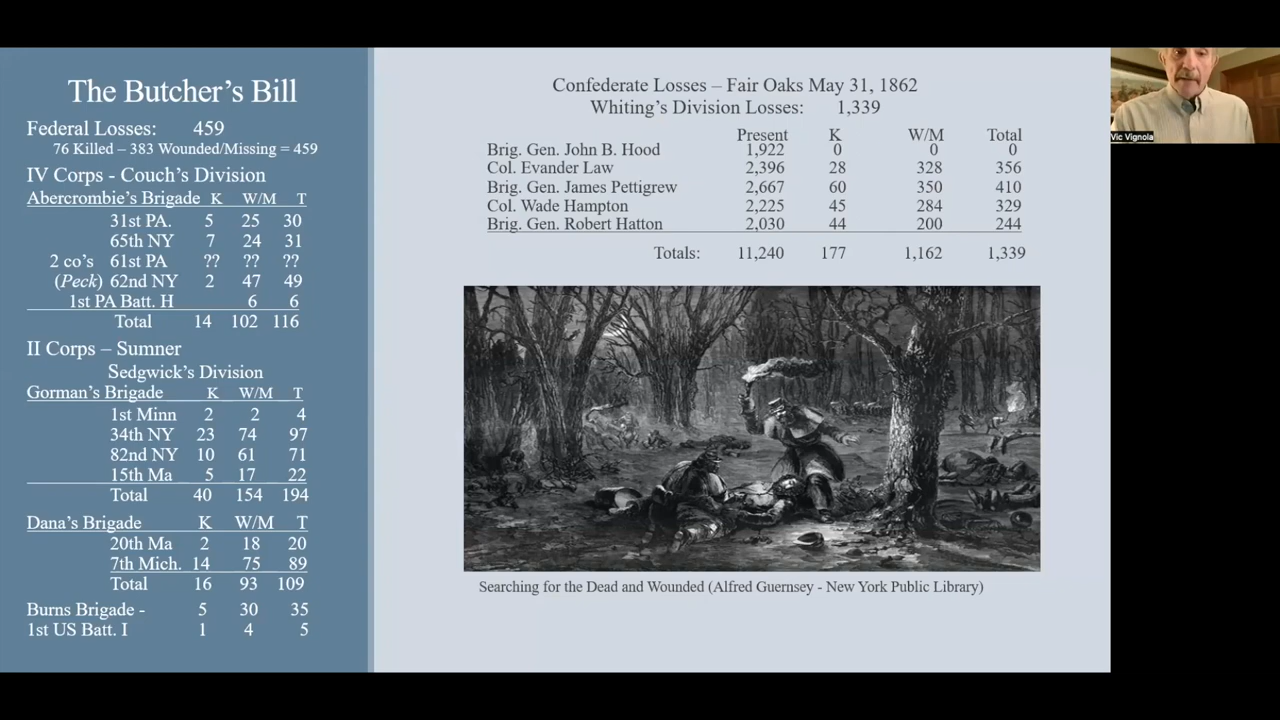 The Butcher's Bill
Federal Losses: 459
76 Killed – 383 Wounded/Missing = 459
IV Corps - Couch's Division
Abercrombie's Brigade K W/M T
31st PA. 5 25 30
65th NY 7 24 31
2 co's 61st PA ?? ?? ??
(Peck) 62nd NY 2 47 49
1st PA Batt. H 6 6
Total 14 102 116
II Corps – Sumner
Sedgwick's Division
Gorman's Brigade K W/M T
1st Minn 2 2 4
34th NY 23 74 97
82nd NY 10 61 71
15th Ma 5 17 22
Total 40 154 194
Dana's Brigade K W/M T
20th Ma 2 18 20
7th Mich. 14 75 89
Total 16 93 109
Burns Brigade - 5 30 35
1st US Batt. I 1 4 5
Confederate Losses – Fair Oaks May 31, 1862
Whiting's Division Losses: 1,339
Present K W/M Total
Brig. Gen. John B. Hood 1,922 0 0 0
Col. Evander Law 2,396 28 328 356
Brig. Gen. James Pettigrew 2,667 60 350 410
Col. Wade Hampton 2,225 45 284 329
Brig. Gen. Robert Hatton 2,030 44 200 244
Totals: 11,240 177 1,162 1,339
Searching for the Dead and Wounded (Alfred Guernsey - New York Public Library)
Vic Vignola